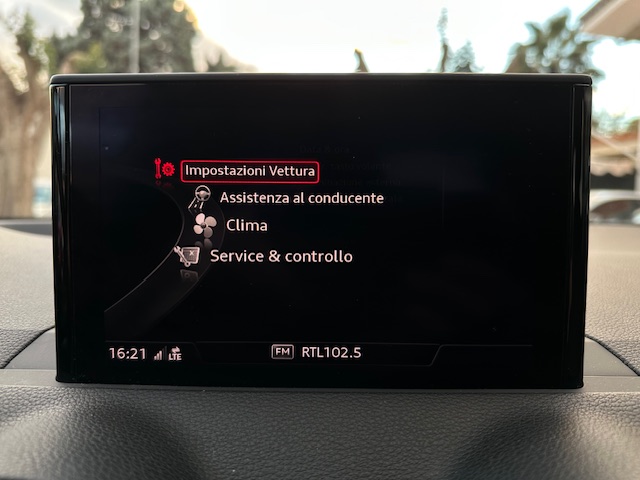 Impostazioni Vettura
Assistenza al conducente
Clima
Service & controllo
16:21 LTE FM RTL102.5